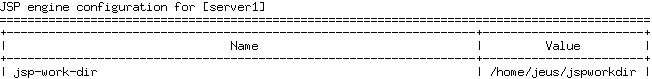 JSP engine configuration for [server1]
================================================================================
+----------------------------------------------------------+--------------------+
| Name | Value |
+----------------------------------------------------------+--------------------+
| jsp-work-dir | /home/jeus/jspworkdir |